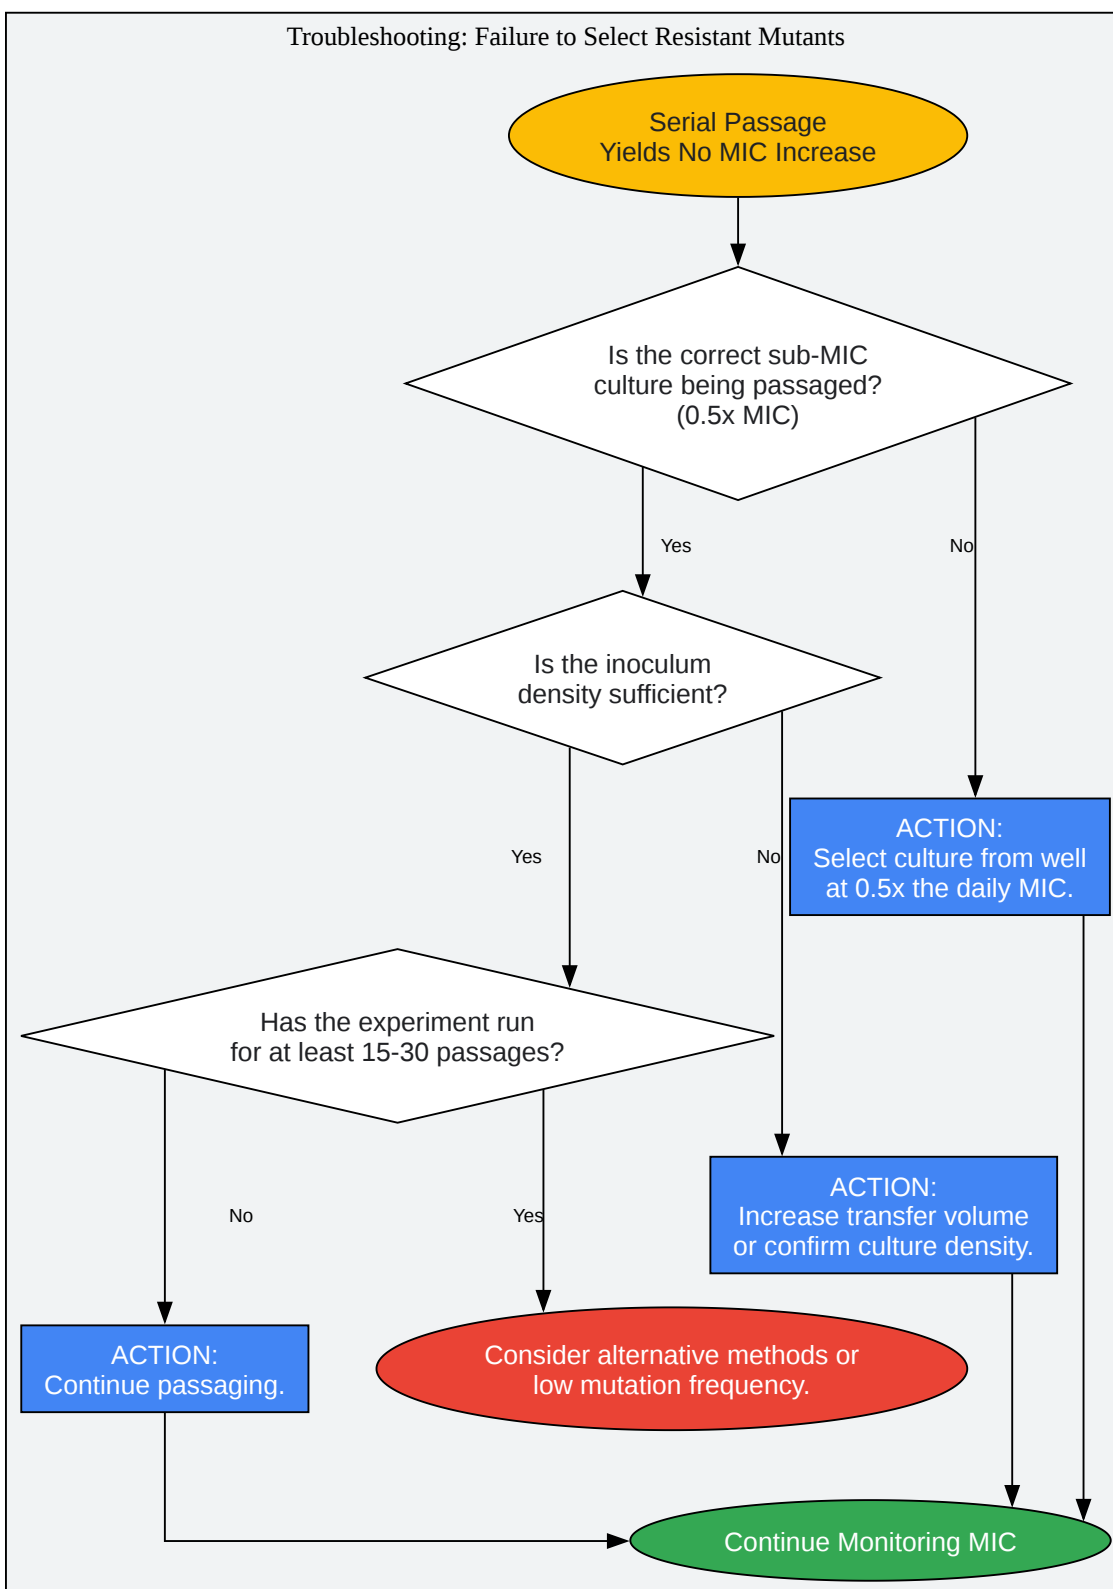 Troubleshooting: Failure to Select Resistant Mutants
Serial Passage
Yields No MIC Increase
Is the correct sub-MIC
culture being passaged?
(0.5x MIC)
Yes
No
Is the inoculum
density sufficient?
ACTION:
Select culture from well
at 0.5x the daily MIC.
Yes
No
Has the experiment run
for at least 15-30 passages?
ACTION:
Increase transfer volume
or confirm culture density.
No
Yes
ACTION:
Continue passaging.
Consider alternative methods or
low mutation frequency.
Continue Monitoring MIC